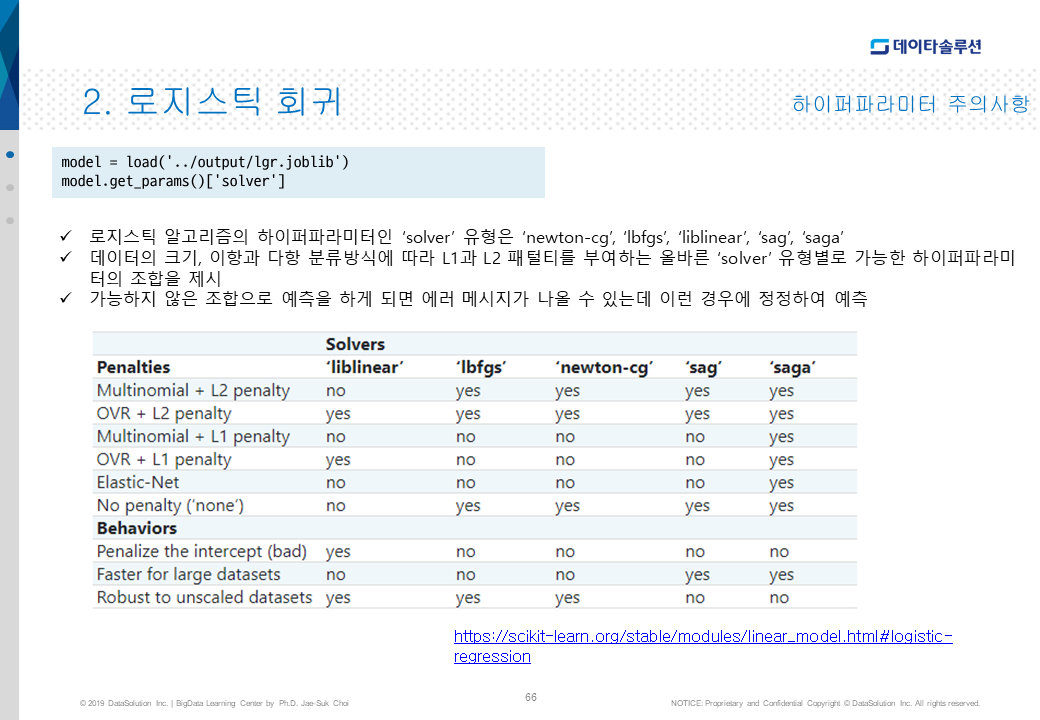 데이타솔루션
2. 로지스틱 회귀
하이퍼파라미터 주의사항
model = load('../output/lgr.joblib')
model.get_params()['solver']
✓ 로지스틱 알고리즘의 하이퍼파라미터인 ‘solver’ 유형은 ‘newton-cg’, ‘lbfgs’, ‘liblinear’, ‘sag’, ‘saga’
✓ 데이터의 크기, 이항과 다항 분류방식에 따라 L1과 L2 패털티를 부여하는 올바른 ‘solver’ 유형별로 가능한 하이퍼파라미
터의 조합을 제시
✓ 가능하지 않은 조합으로 예측을 하게 되면 에러 메시지가 나올 수 있는데 이런 경우에 정정하여 예측
Solvers
Penalties ‘liblinear’ ‘lbfgs’ ‘newton-cg’ ‘sag’ ‘saga’
Multinomial + L2 penalty no yes yes yes yes
OVR + L2 penalty yes yes yes yes yes
Multinomial + L1 penalty no no no no yes
OVR + L1 penalty yes no no no yes
Elastic-Net no no no no yes
No penalty (‘none’) no yes yes yes yes
Behaviors
Penalize the intercept (bad) yes no no no no
Faster for large datasets no no no yes yes
Robust to unscaled datasets yes yes yes no no
https://scikit-learn.org/stable/modules/linear_model.html#logistic-
regression
© 2019 DataSolution Inc. | BigData Learning Center by Ph.D. Jae-Suk Choi
66
NOTICE: Proprietary and Confidential Copyright © DataSolution Inc. All rights reserved.